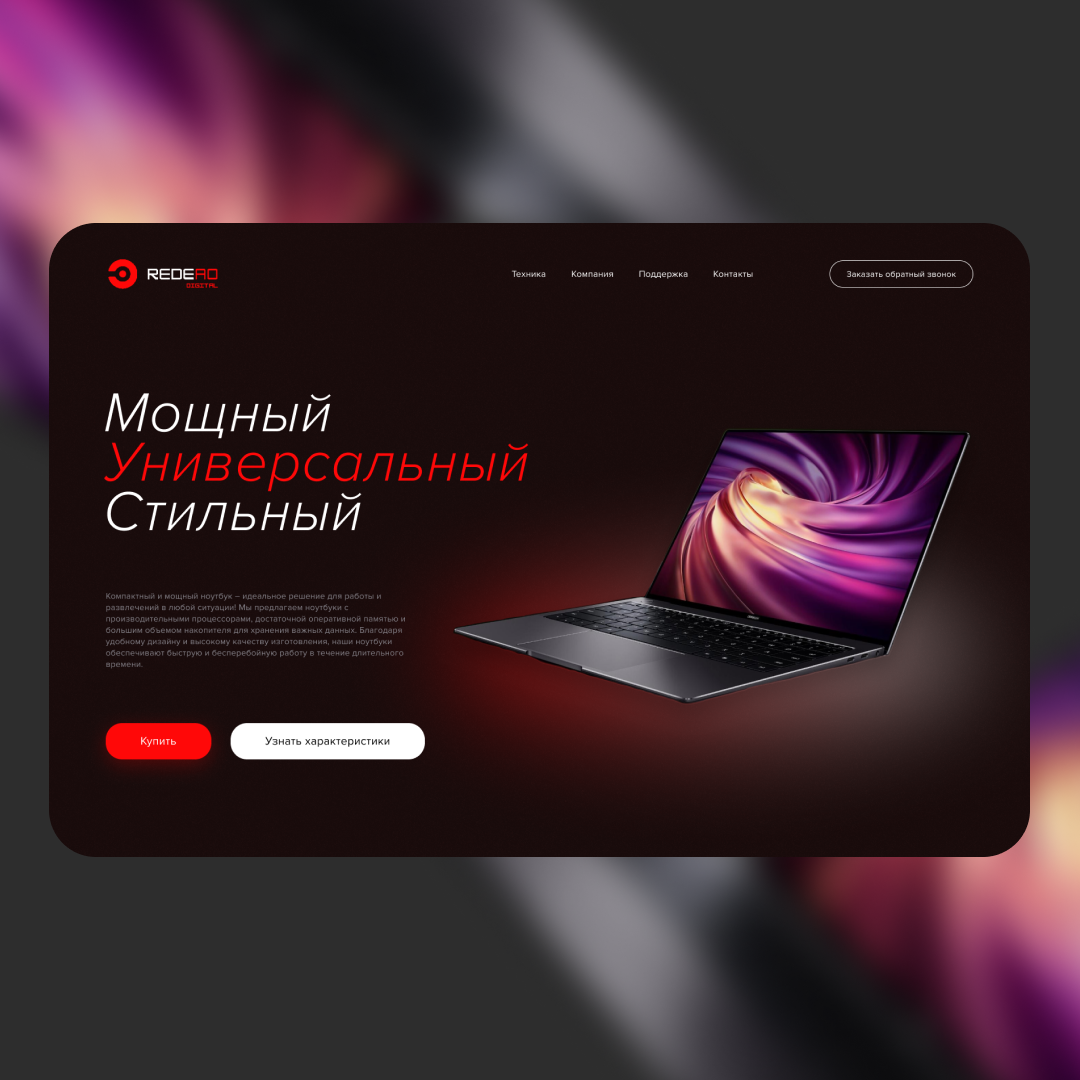 REDERO
DIGITAL
Техника Компания Поддержка Контакты Заказать обратный звонок
Мощный
Универсальный
Стильный
Компактный и мощный ноутбук – идеальное решение для работы и
развлечений в любой ситуации! Мы предлагаем ноутбуки с
производительными процессорами, достаточной оперативной памятью и
большим объемом накопителя для хранения важных данных. Благодаря
удобному дизайну и высокому качеству изготовления, наши ноутбуки
обеспечивают быструю и бесперебойную работу в течение длительного
времени.
Купить Узнать характеристики